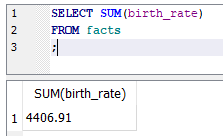 1 SELECT SUM(birth_rate)
2 FROM facts
3 ;
SUM(birth_rate)
1 4406.91